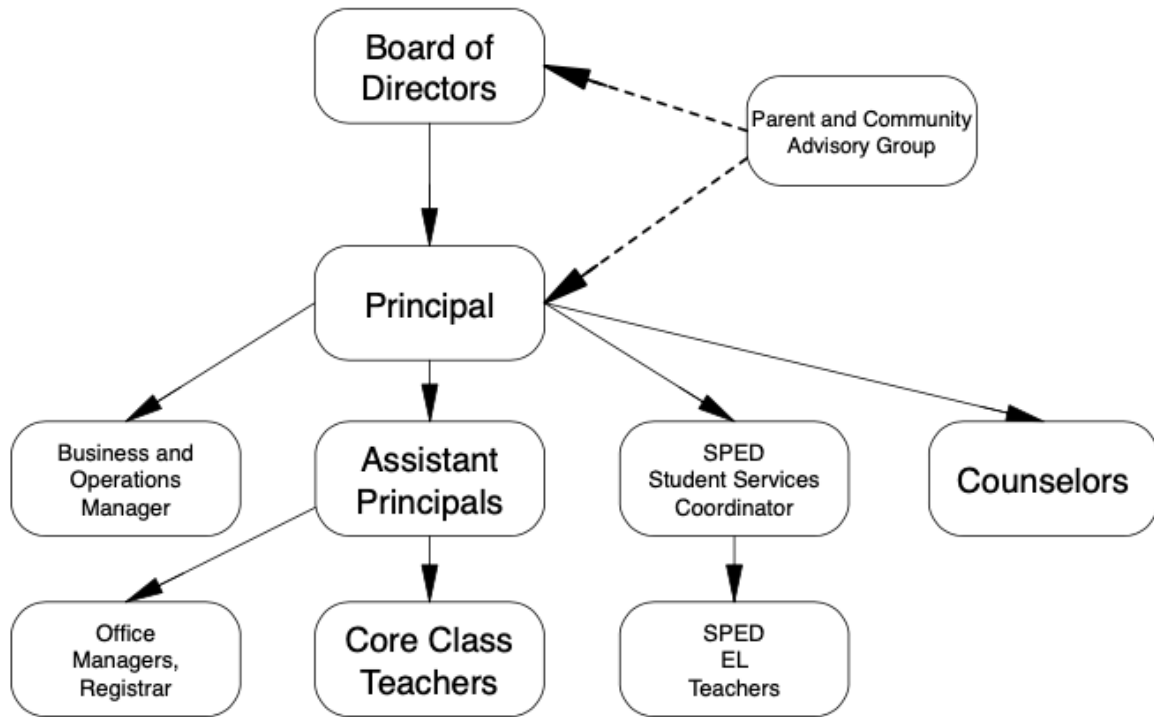 Board of
Directors
Parent and Community
Advisory Group
Principal
Business and
Operations
Manager
Assistant
Principals
SPED
Student Services
Coordinator
Counselors
Office
Managers,
Registrar
Core Class
Teachers
SPED
EL
Teachers